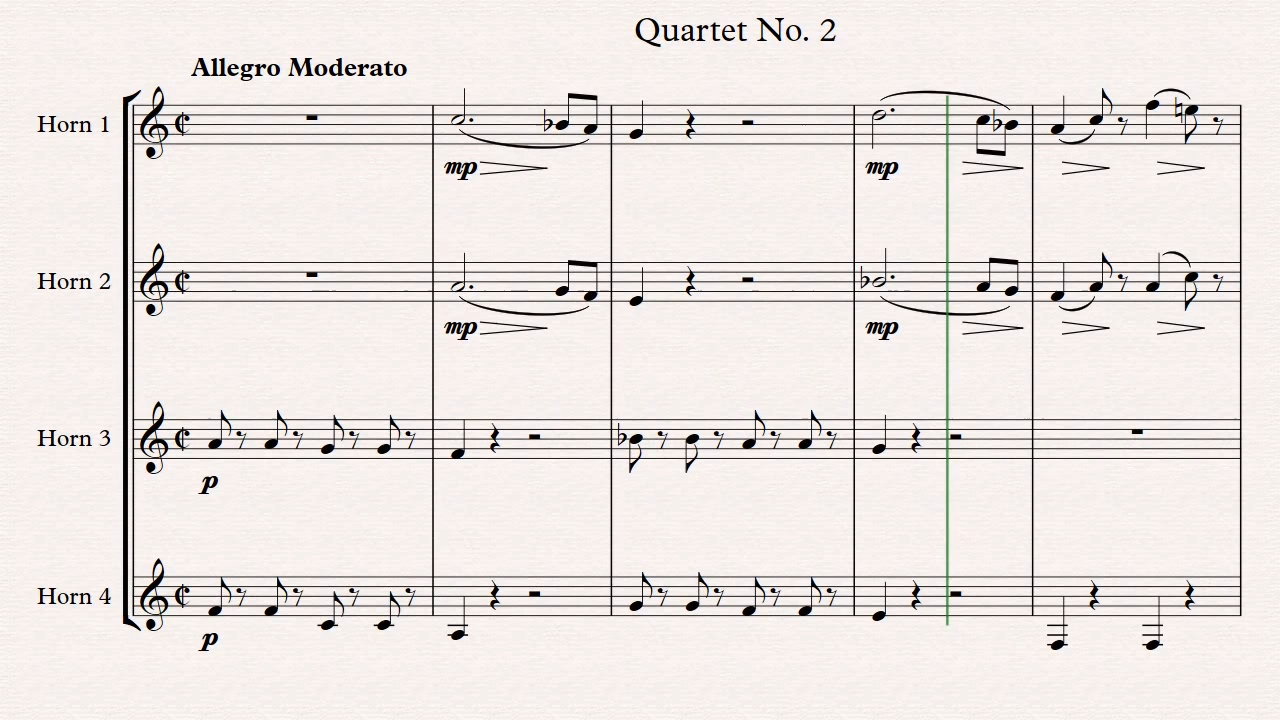 Quartet No. 2
Allegro Moderato
Horn 1
mp
mp
Horn 2
mp
mp
Horn 3
p
Horn 4
p